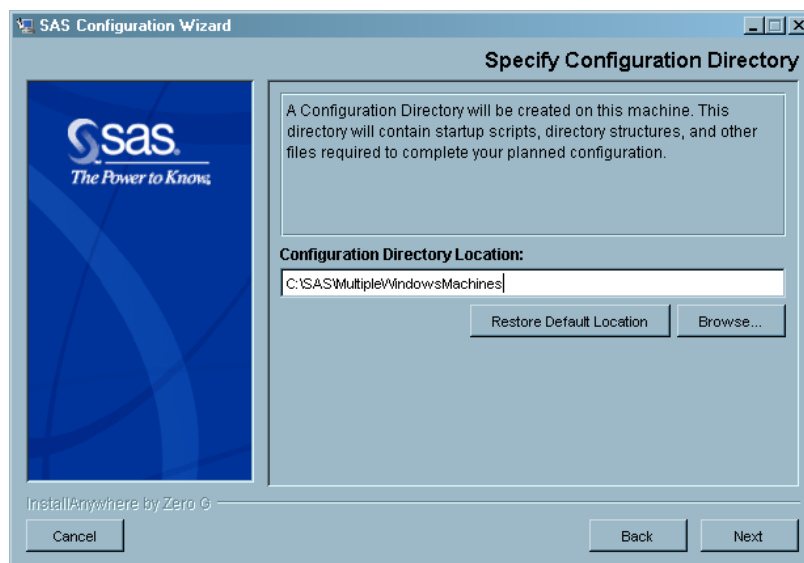 SAS Configuration Wizard
Specify Configuration Directory
sas.
The Power to Know.
A Configuration Directory will be created on this machine. This
directory will contain startup scripts, directory structures, and other
files required to complete your planned configuration.
Configuration Directory Location:
C:\SAS\MultipleWindowsMachines
Restore Default Location
Browse...
InstallAnywhere by Zero G
Cancel
Back
Next